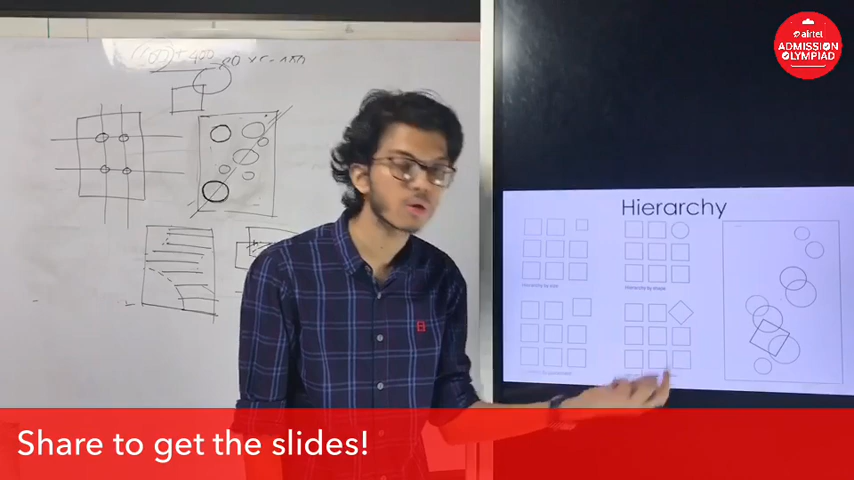 airtel
ADMISSION
OLYMPIAD
Hierarchy
Hierarchy by size
Hierarchy by shape
Share to get the slides!